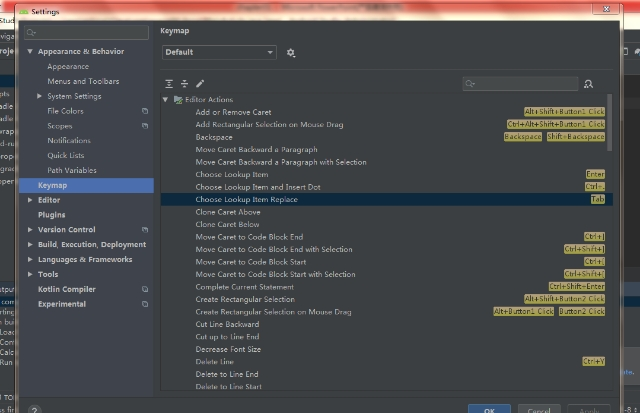 Settings
Keymap
Default
Appearance & Behavior
Appearance
Menus and Toolbars
System Settings
File Colors
Scopes
Notifications
Quick Lists
Path Variables
Keymap
Editor
Plugins
Version Control
Build, Execution, Deployment
Languages & Frameworks
Tools
Kotlin Compiler
Experimental
Editor Actions
Add or Remove Caret Alt+Shift+Button1 Click
Add Rectangular Selection on Mouse Drag Ctrl+Alt+Shift+Button1 Click
Backspace Backspace Shift+Backspace
Move Caret Backward a Paragraph
Move Caret Backward a Paragraph with Selection
Choose Lookup Item Enter
Choose Lookup Item and Insert Dot Ctrl+.
Choose Lookup Item Replace Tab
Clone Caret Above
Clone Caret Below
Move Caret to Code Block End Ctrl+]
Move Caret to Code Block End with Selection Ctrl+Shift+]
Move Caret to Code Block Start Ctrl+[
Move Caret to Code Block Start with Selection Ctrl+Shift+[
Complete Current Statement Ctrl+Shift+Enter
Create Rectangular Selection Alt+Shift+Button2 Click
Create Rectangular Selection on Mouse Drag Alt+Button1 Click Button2 Click
Cut Line Backward
Cut up to Line End
Decrease Font Size
Delete Line Ctrl+Y
Delete to Line End
Delete to Line Start
OK Cancel Apply